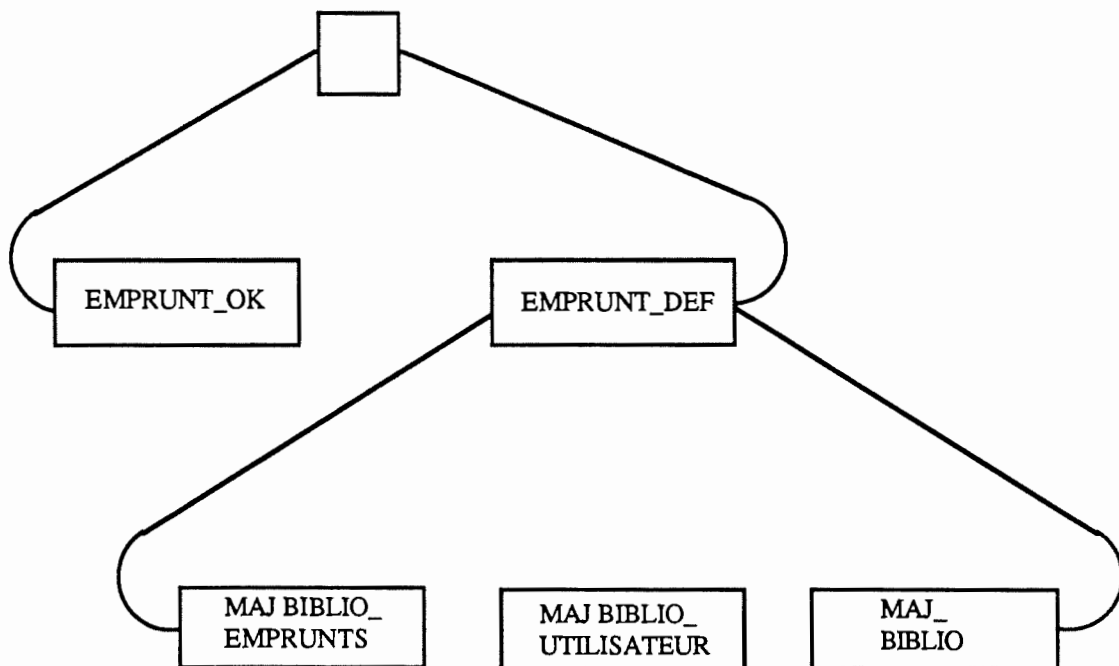 EMPRUNT_OK
EMPRUNT_DEF
MAJ BIBLIO_
EMPRUNTS
MAJ BIBLIO_
UTILISATEUR
MAJ_
BIBLIO